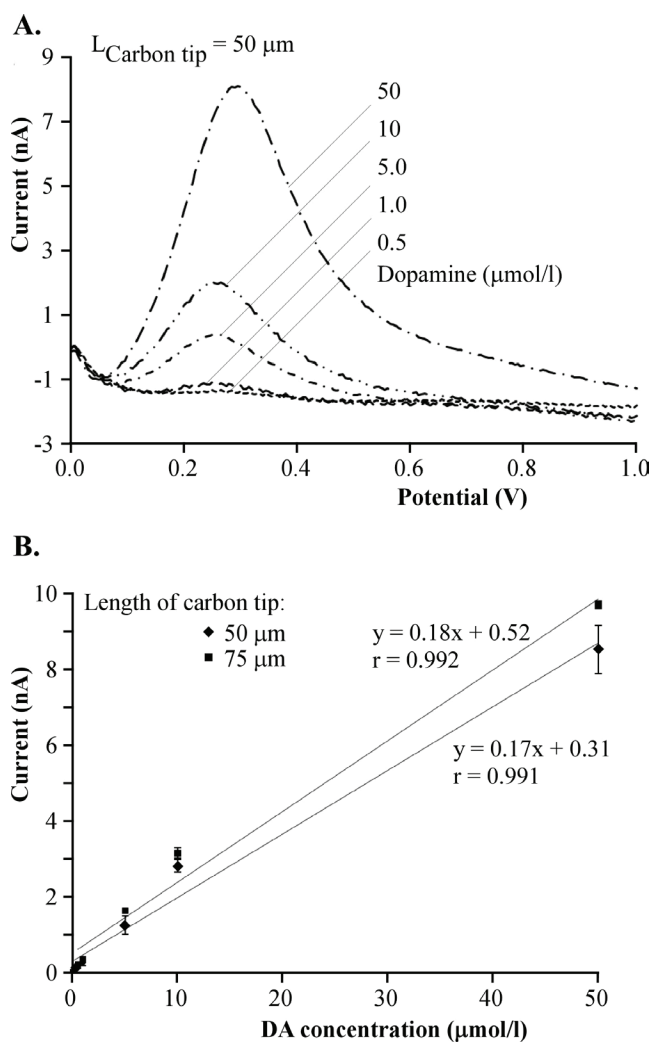 A.
L Carbon tip = 50 μm
9
7
5
3
1
-1
-3
Current (nA)
50
10
5.0
1.0
0.5
Dopamine (μmol/l)
0.0 0.2 0.4 0.6 0.8 1.0
Potential (V)
B.
10
8
6
4
2
0
Current (nA)
Length of carbon tip:
50 μm
75 μm
y = 0.18x + 0.52
r = 0.992
y = 0.17x + 0.31
r = 0.991
0 10 20 30 40 50
DA concentration (μmol/l)